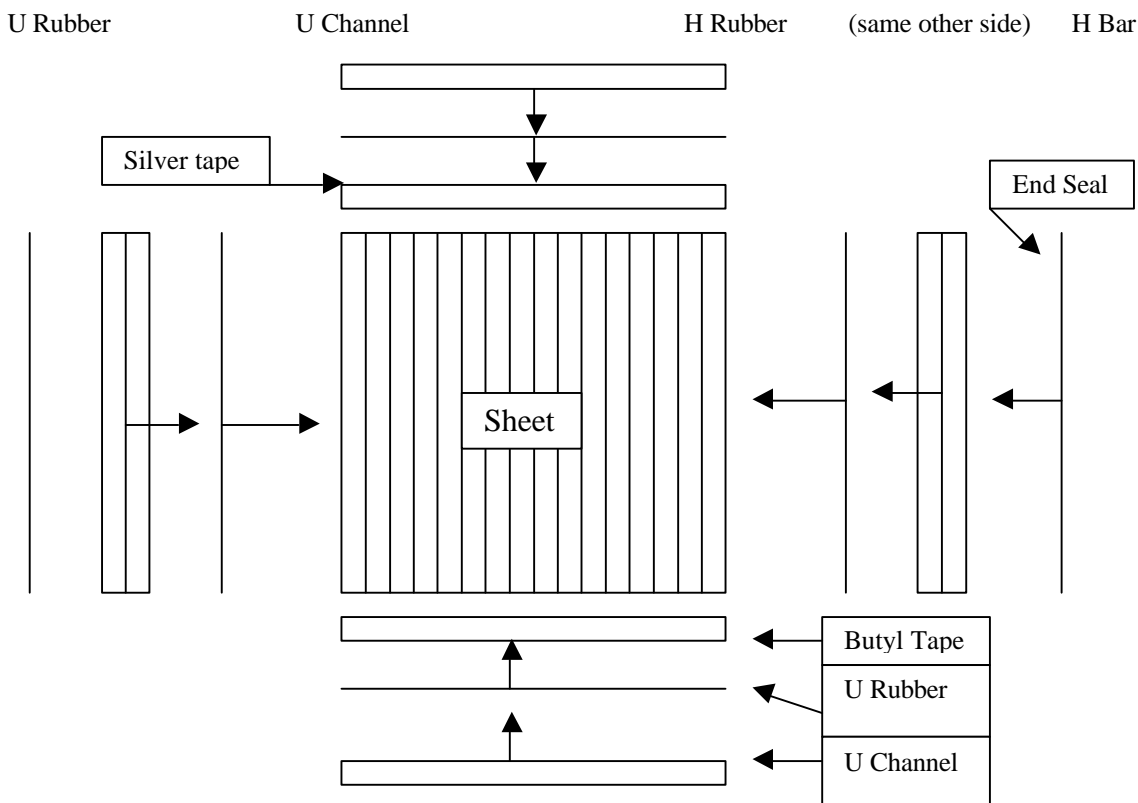 U Rubber U Channel H Rubber (same other side) H Bar
Silver tape
End Seal
Sheet
Butyl Tape
U Rubber
U Channel